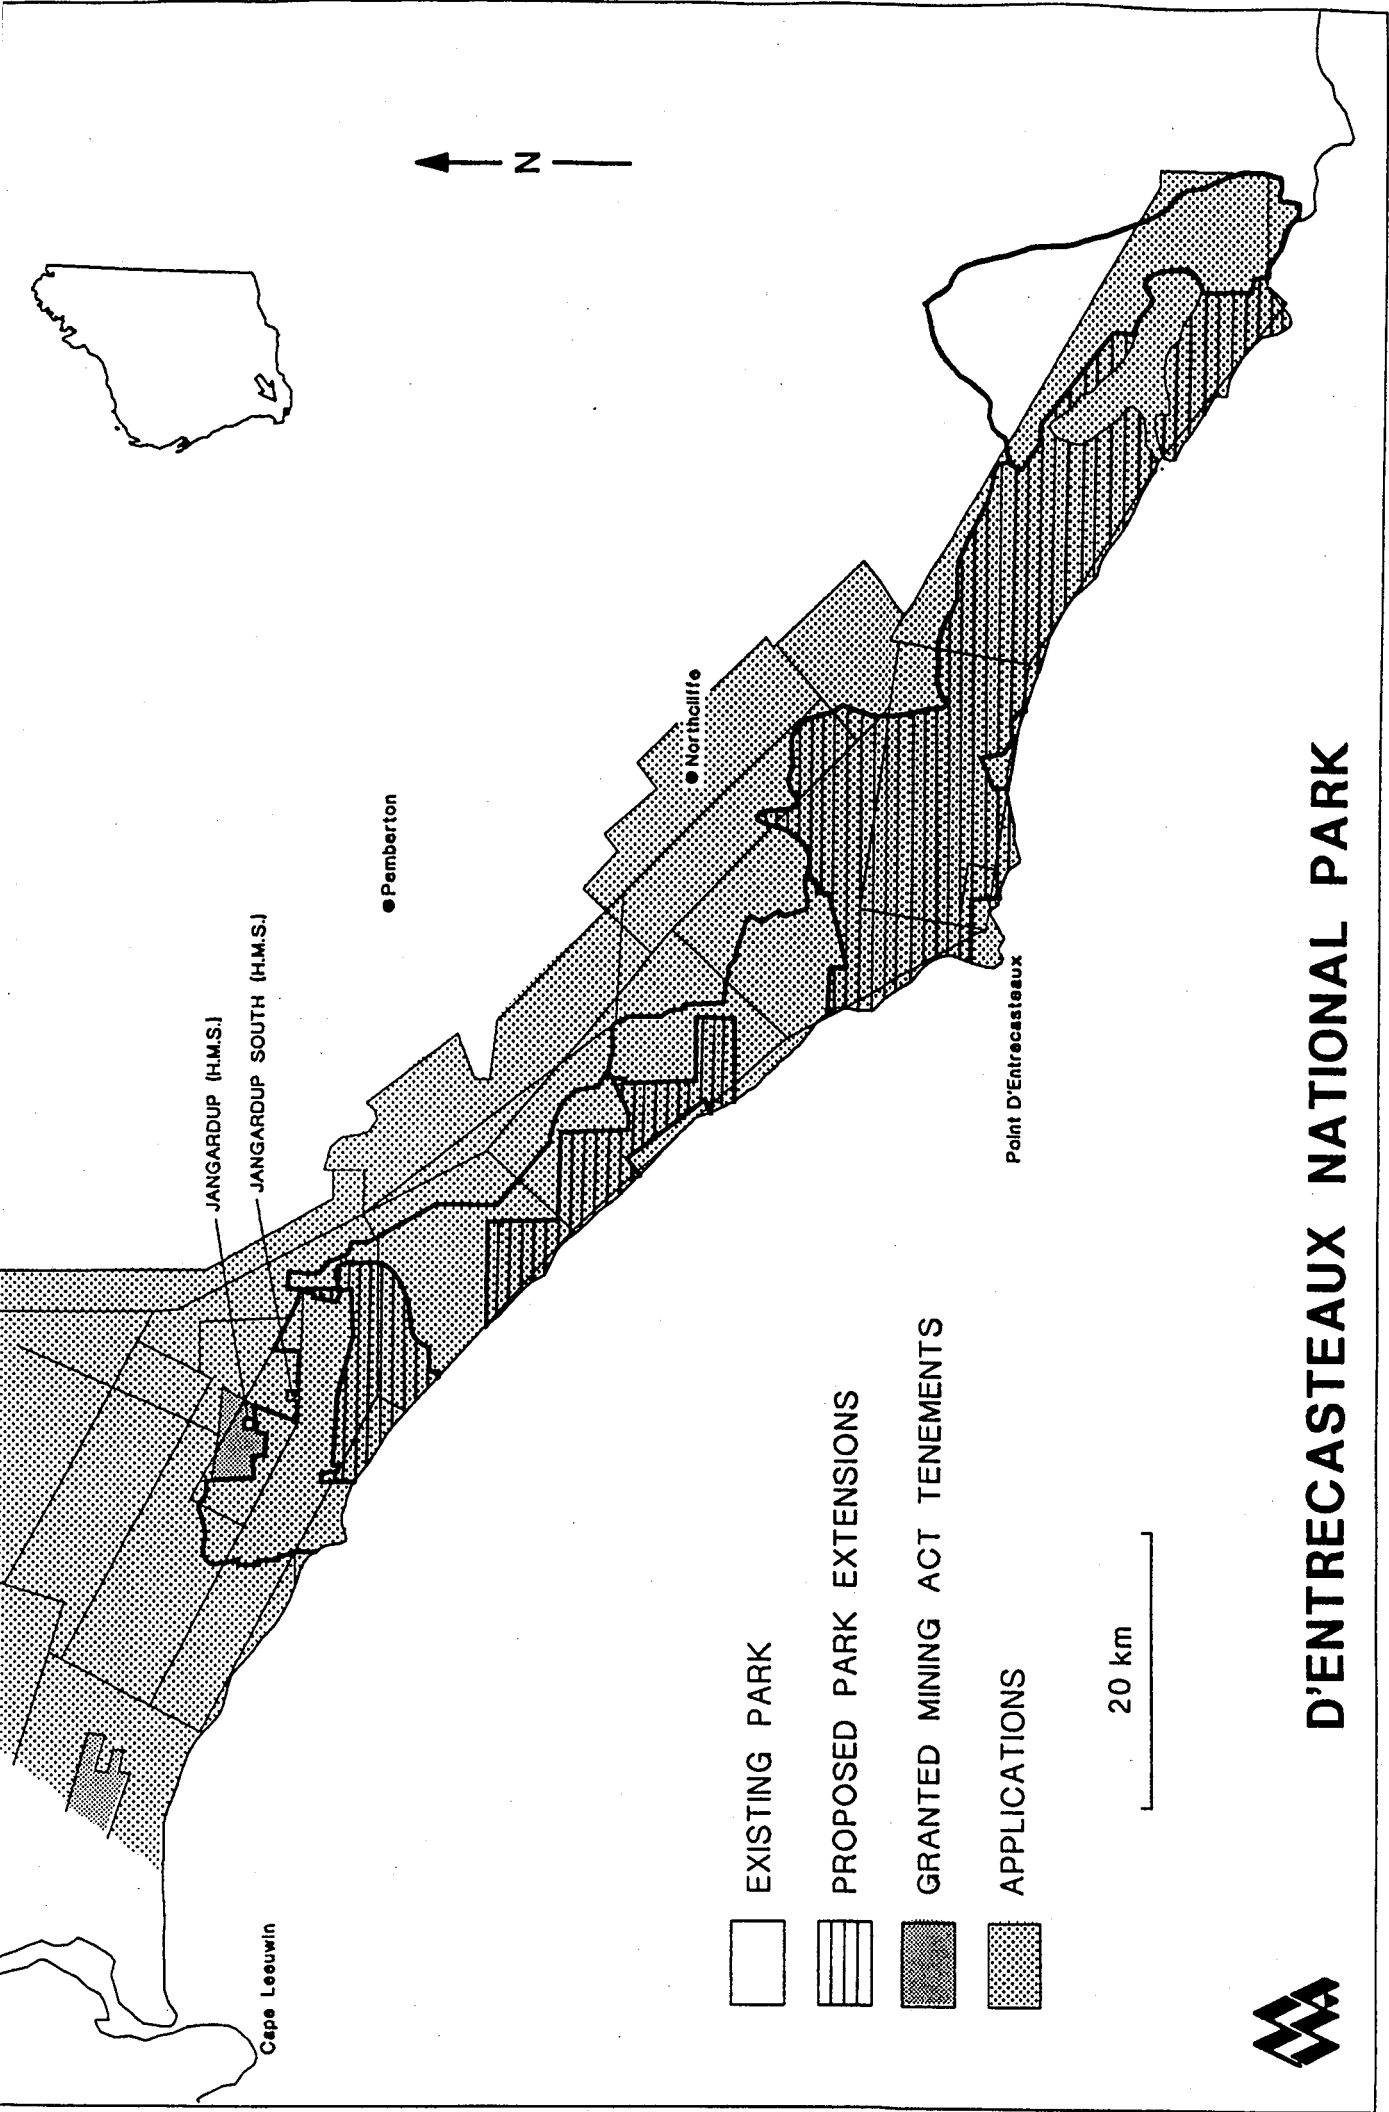 N
JANGARDUP (H.M.S.)
JANGARDUP SOUTH (H.M.S.)
Pemberton
Northcliffe
Cape Leeuwin
Point D'Entrecasteaux
EXISTING PARK
PROPOSED PARK EXTENSIONS
GRANTED MINING ACT TENEMENTS
APPLICATIONS
20 km
D'ENTRECASTEAUX NATIONAL PARK